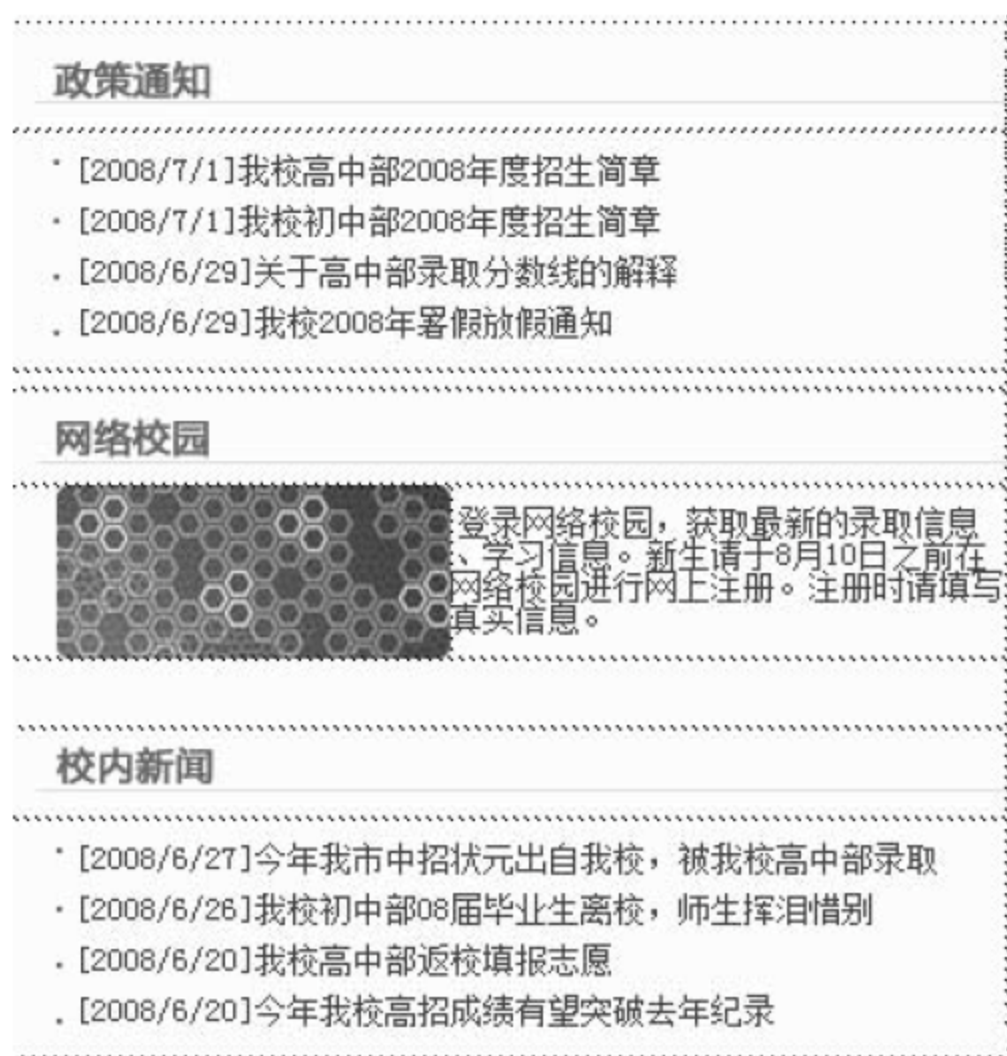 政策通知
[2008/7/1]我校高中部2008年度招生简章
[2008/7/1]我校初中部2008年度招生简章
[2008/6/29]关于高中部录取分数线的解释
[2008/6/29]我校2008年署假放假通知
网络校园
登录网络校园，获取最新的录取信息
、学习信息。新生请于8月10日之前在
网络校园进行网上注册。注册时请填写
真实信息。
校内新闻
[2008/6/27]今年我市中招状元出自我校，被我校高中部录取
[2008/6/26]我校初中部08届毕业生离校，师生挥泪惜别
[2008/6/20]我校高中部返校填报志愿
[2008/6/20]今年我校高招成绩有望突破去年纪录